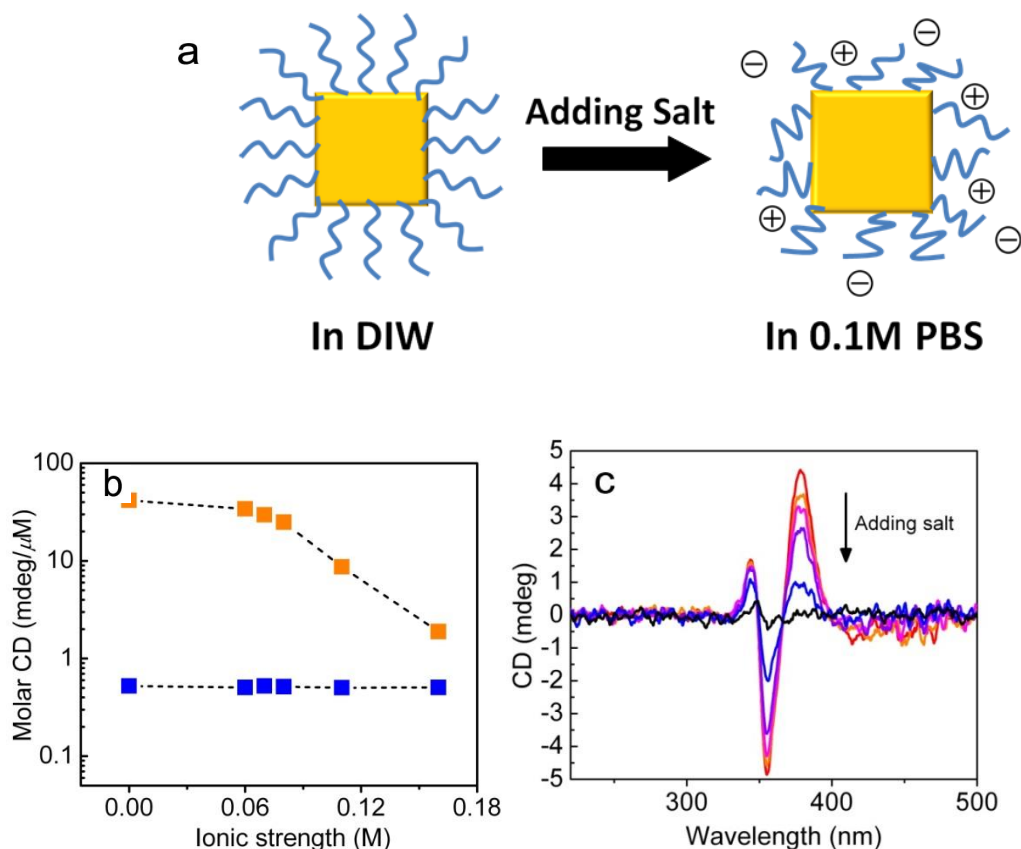 a
Adding Salt
In DIW
In 0.1M PBS
b
100
10
1
0.1
Molar CD (mdeg/μM)
0.00 0.06 0.12 0.18
Ionic strength (M)
c
5
4
3
2
1
0
-1
-2
-3
-4
-5
CD (mdeg)
Adding salt
300 400 500
Wavelength (nm)